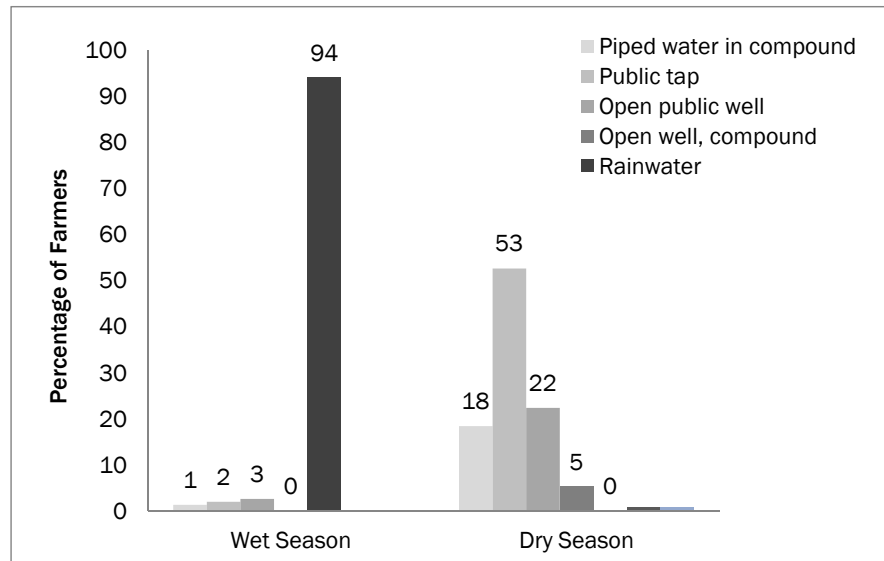 Percentage of Farmers
100
90
80
70
60
50
40
30
20
10
0
Piped water in compound
Public tap
Open public well
Open well, compound
Rainwater
1
2
3
0
94
18
53
22
5
0
Wet Season
Dry Season